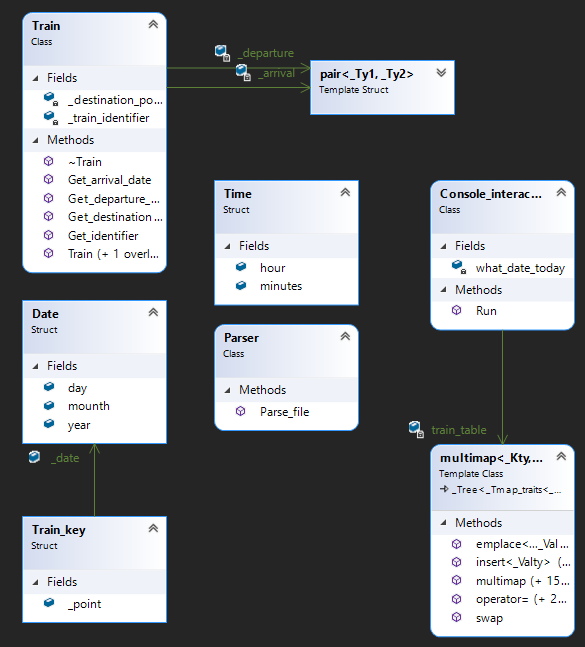 Train
Class
Fields
_destination_po...
_train_identifier
Methods
~Train
Get_arrival_date
Get_departure_...
Get_destination...
Get_identifier
Train (+ 1 overl...
_departure
_arrival
pair<_Ty1, _Ty2>
Template Struct
Time
Struct
Fields
hour
minutes
Console_interac...
Class
Fields
what_date_today
Methods
Run
Date
Struct
Fields
day
mounth
year
Parser
Class
Methods
Parse_file
_date
train_table
Train_key
Struct
Fields
_point
multimap<_Kty,...
Template Class
_Tree<_Tmap_traits<_...
Methods
emplace<..._Val...
insert<_Valty> (...
multimap (+ 15...
operator= (+ 2...
swap